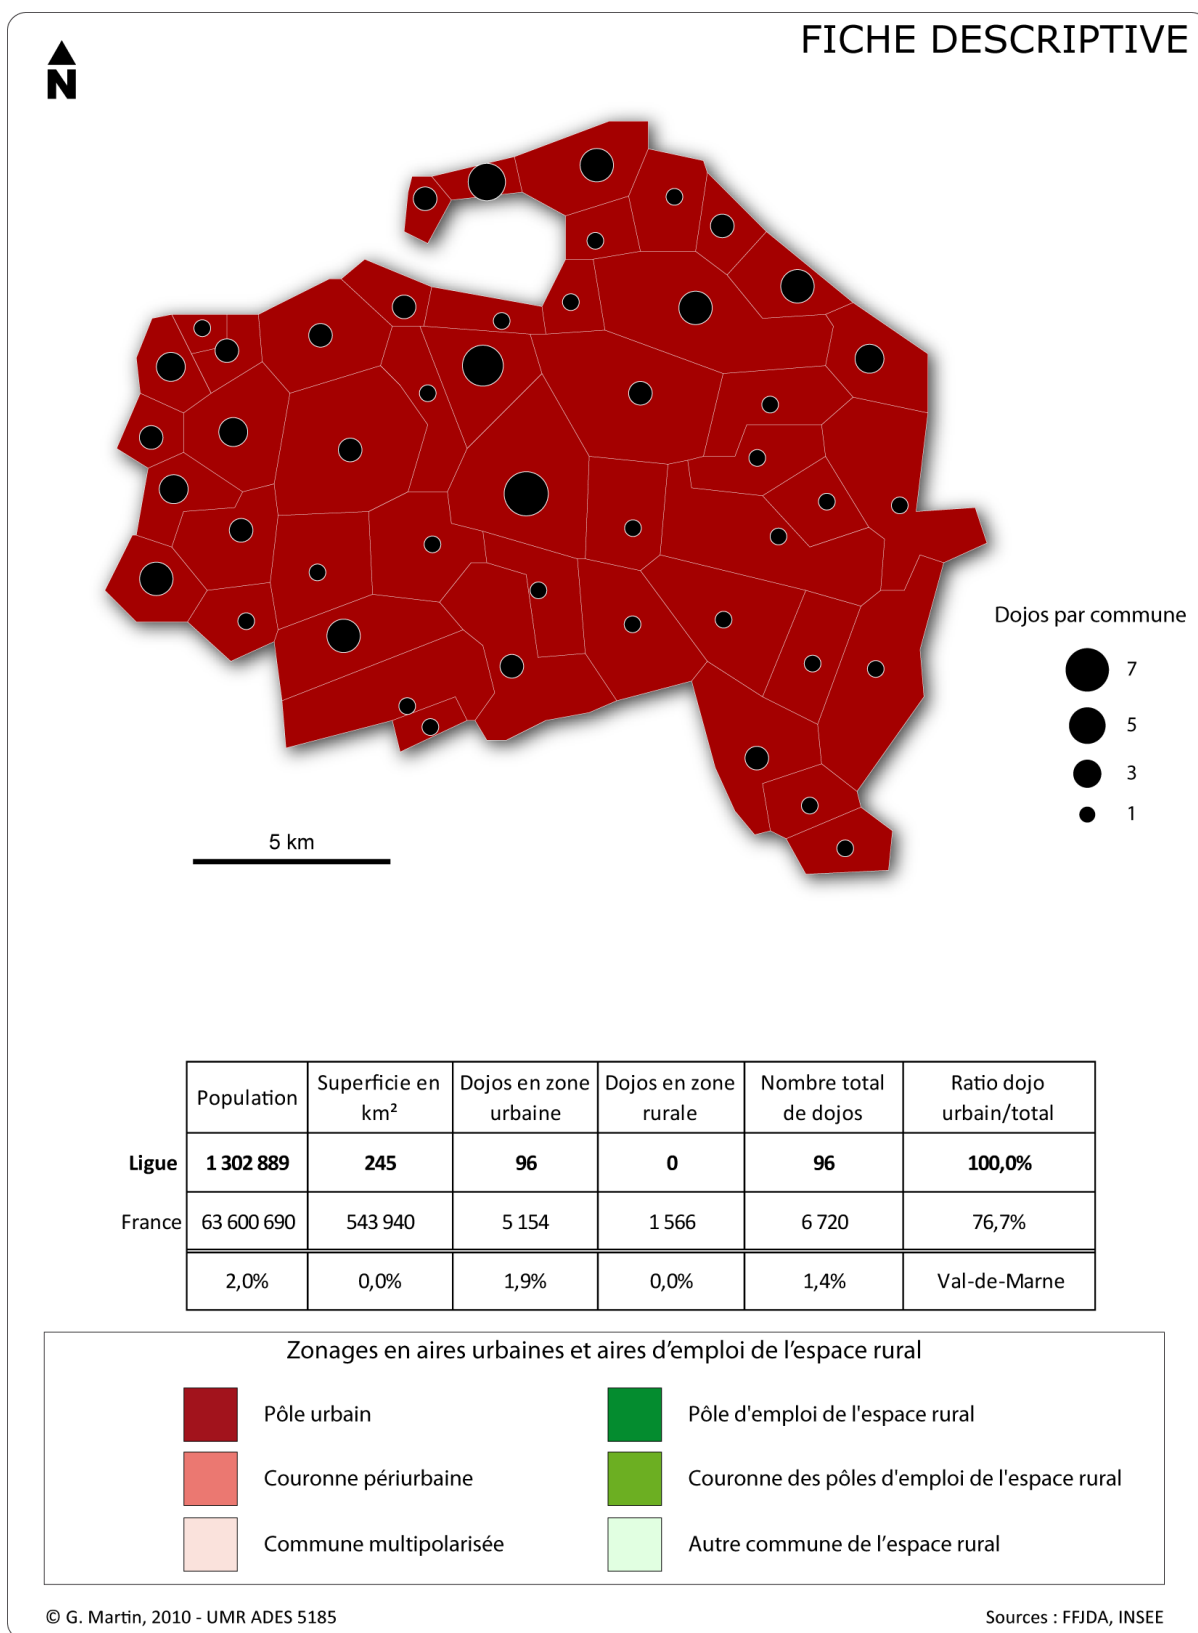 FICHE DESCRIPTIVE
N
Dojos par commune
7
5
3
1
5 km
Population
Superficie en km²
Dojos en zone urbaine
Dojos en zone rurale
Nombre total de dojos
Ratio dojo urbain/total
Ligue 1 302 889 245 96 0 96 100,0%
France 63 600 690 543 940 5 154 1 566 6 720 76,7%
2,0% 0,0% 1,9% 0,0% 1,4% Val-de-Marne
Zonages en aires urbaines et aires d'emploi de l'espace rural
Pôle urbain
Couronne périurbaine
Commune multipolarisée
Pôle d'emploi de l'espace rural
Couronne des pôles d'emploi de l'espace rural
Autre commune de l'espace rural
© G. Martin, 2010 - UMR ADES 5185
Sources : FFJDA, INSEE